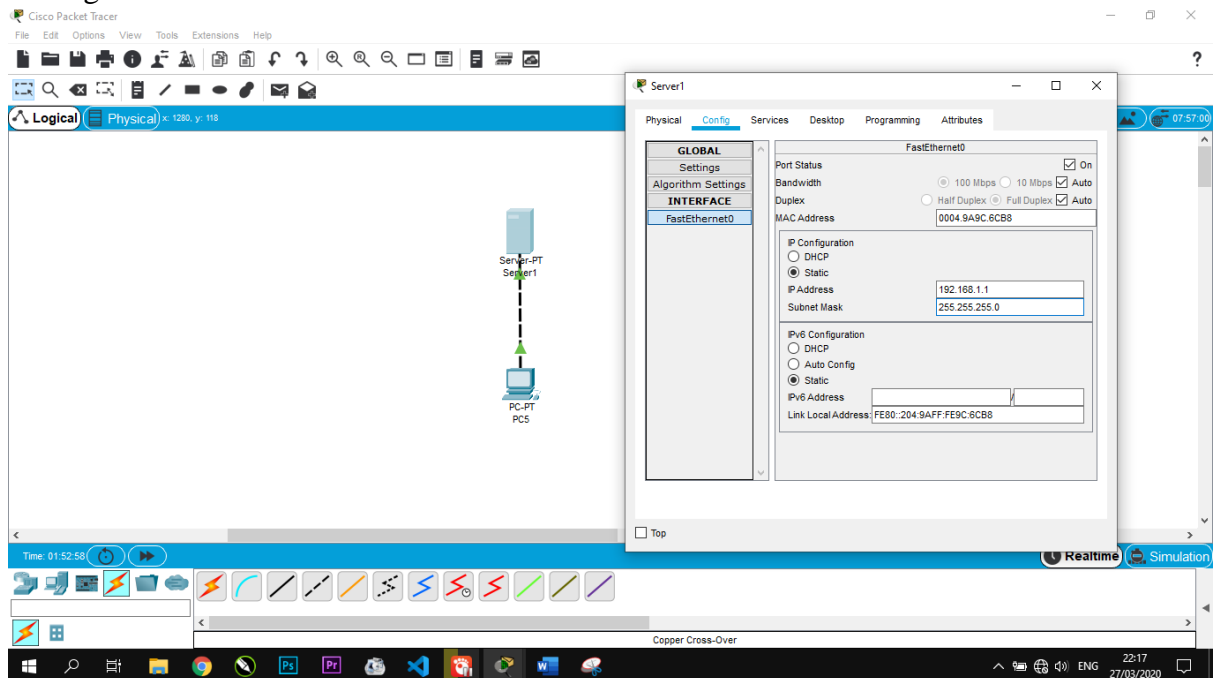 Cisco Packet Tracer
File Edit Options View Tools Extensions Help
?
Logical Physical x: 1280, y: 118
07:57:00
Server-PT
Server1
PC-PT
PC5
Server1
Physical Config Services Desktop Programming Attributes
GLOBAL
Settings
Algorithm Settings
INTERFACE
FastEthernet0
FastEthernet0
Port Status On
Bandwidth 100 Mbps 10 Mbps Auto
Duplex Half Duplex Full Duplex Auto
MAC Address 0004.9A9C.6CB8
IP Configuration
DHCP
Static
IP Address 192.168.1.1
Subnet Mask 255.255.255.0
IPv6 Configuration
DHCP
Auto Config
Static
IPv6 Address /
Link Local Address: FE80::204:9AFF:FE9C:6CB8
Top
Time: 01:52:58 Realtime Simulation
Copper Cross-Over
Ps Pr ENG 22:17
27/03/2020